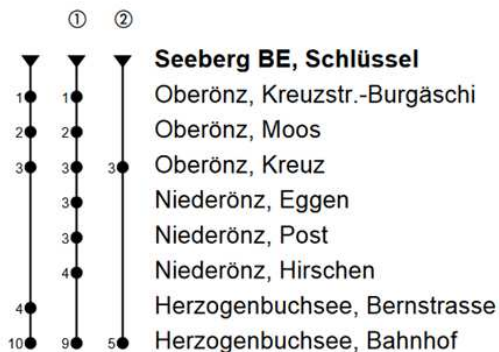 ① ②
Seeberg BE, Schlüssel
1 1 Oberönz, Kreuzstr.-Burgäschi
2 2 Oberönz, Moos
3 3 3 Oberönz, Kreuz
3 Niederönz, Eggen
3 Niederönz, Post
4 Niederönz, Hirschen
4 Herzogenbuchsee, Bernstrasse
10 9 5 Herzogenbuchsee, Bahnhof